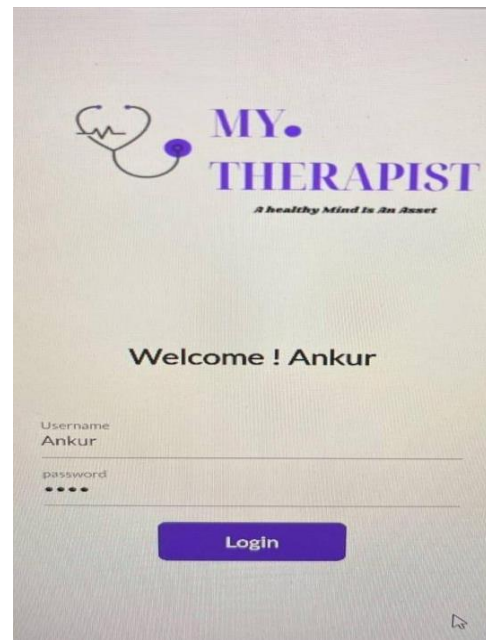 MY.
THERAPIST
A healthy Mind Is An Asset
Welcome ! Ankur
Username
Ankur
password
••••
Login